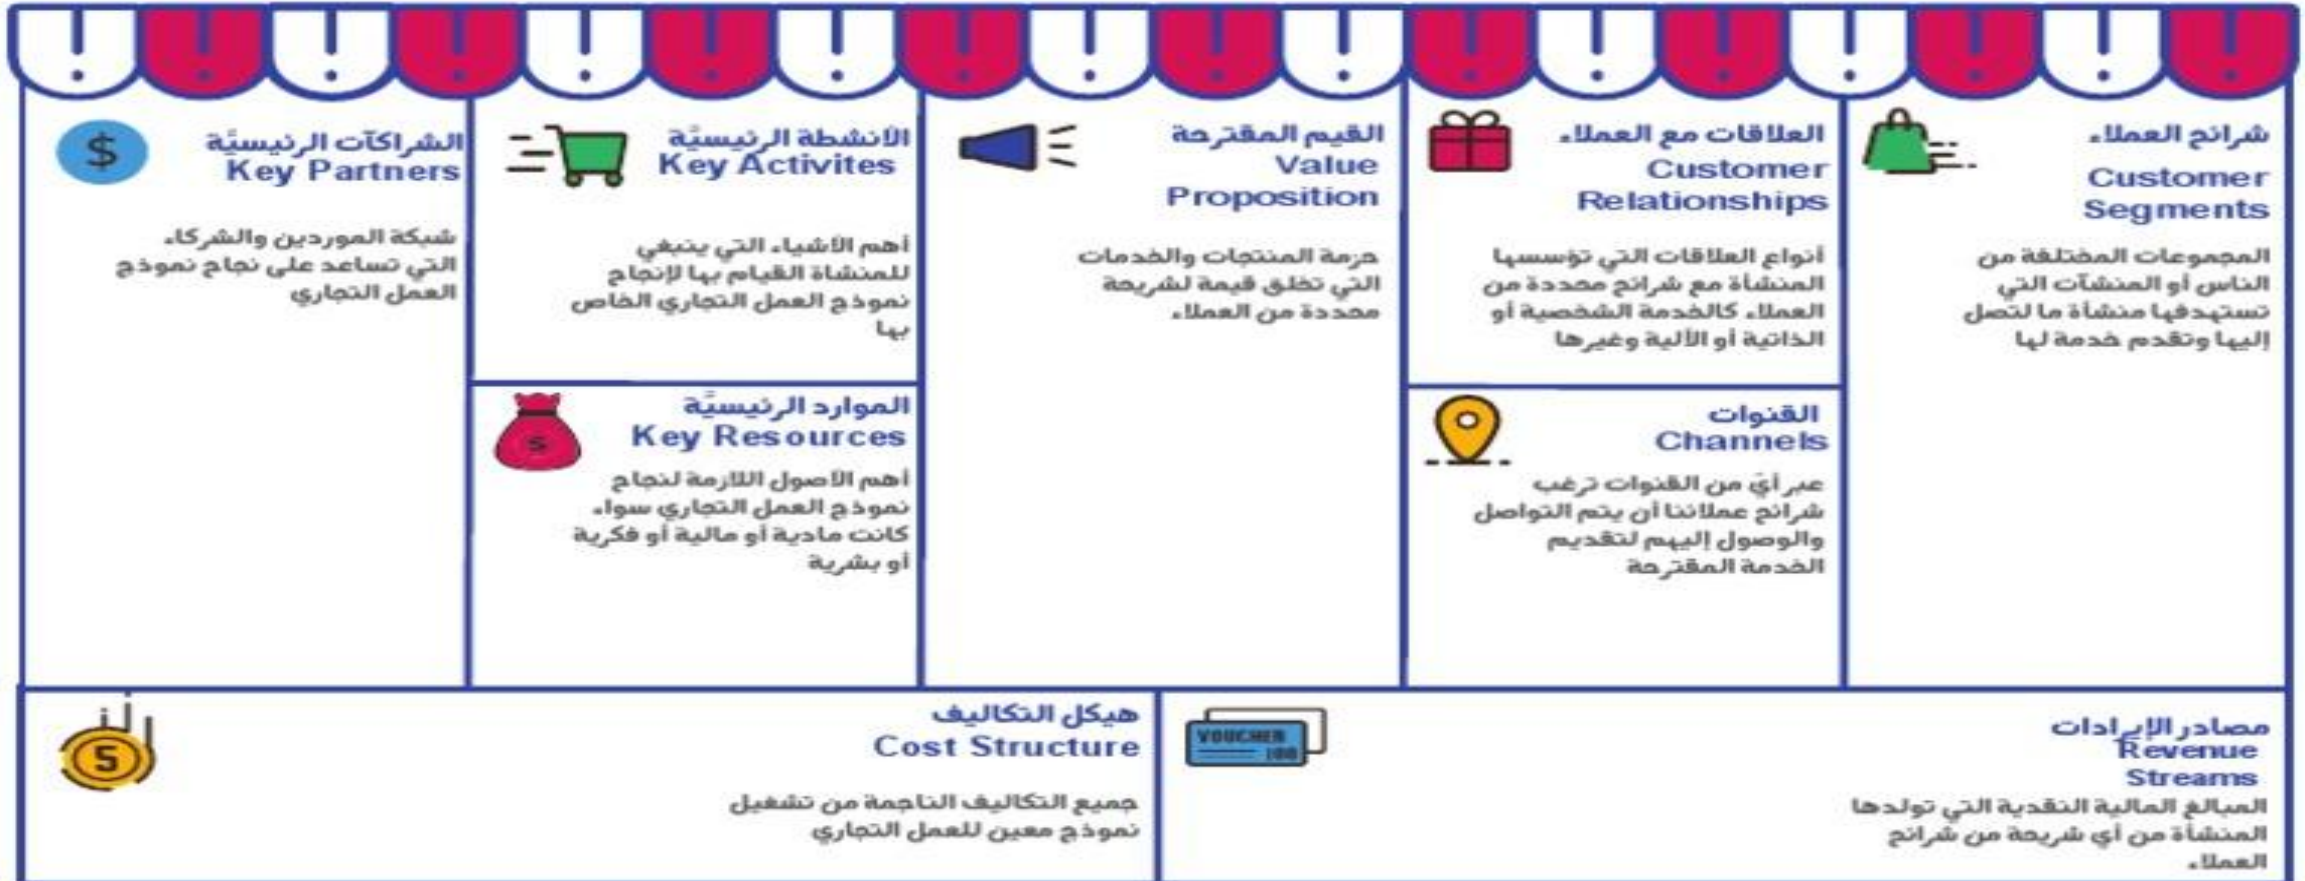 شرائح العملاء
Customer
Segments
المجموعات المختلفة من
الناس أو المنشآت التي
تستهدفها منشأة ما لتصل
إليها وتقدم خدمة لها
العلاقات مع العملاء
Customer
Relationships
أنواع العلاقات التي تؤسسها
المنشأة مع شرائح محددة من
العملاء كالخدمة الشخصية أو
الذاتية أو الألية وغيرها
القنوات
Channels
عبر أيّ من القنوات ترغب
شرائح عملائنا أن يتم التواصل
والوصول إليهم لتقديم
الخدمة المقترحة
القيم المقترحة
Value
Proposition
حزمة المنتجات والخدمات
التي تخلق قيمة لشريحة
محددة من العملاء
الأنشطة الرئيسيّة
Key Activites
أهم الأشياء التي ينبغي
للمنشاة القيام بها لإنجاح
نموذج العمل التجاري الخاص
بها
الموارد الرئيسيّة
Key Resources
$
أهم الأصول اللازمة لنجاح
نموذج العمل التجاري سواء
كانت مادية أو مالية أو فكرية
أو بشرية
الشراكآت الرئيسيّة
Key Partners
$
شبكة الموردين والشركاء
التي تساعد على نجاح نموذج
العمل التجاري
مصادر الإيرادات
Revenue
Streams
المبالغ المالية النقدية التي تولدها
المنشأة من أي شريحة من شرائح
العملاء
VOUCHER
100
هيكل التكاليف
Cost Structure
جميع التكاليف الناجمة من تشغيل
نموذج معين للعمل التجاري
5